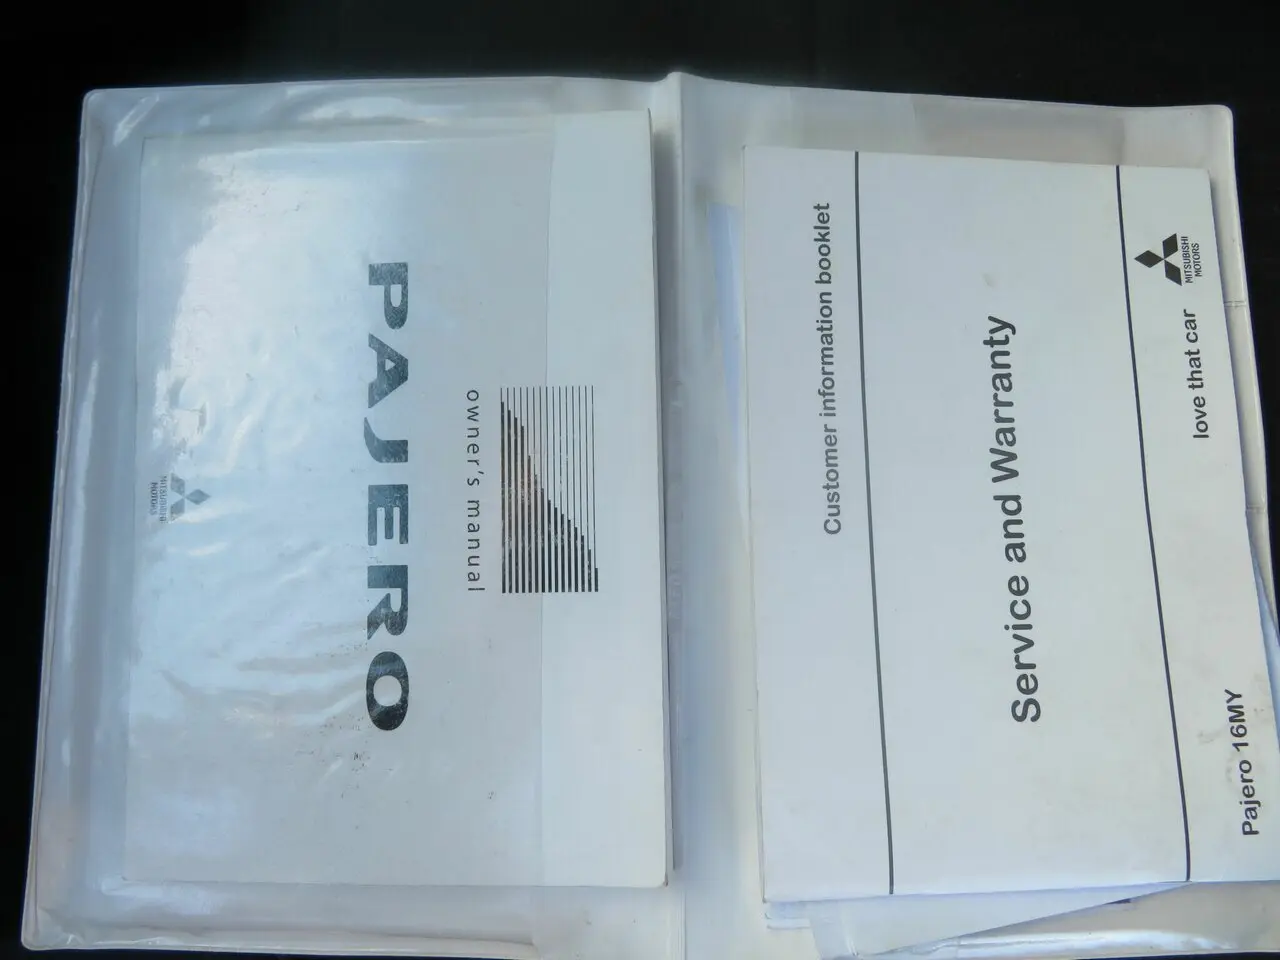 PAJERO
owner's manual
MITSUBISHI
MOTORS
Customer information booklet
Service and Warranty
MITSUBISHI
MOTORS
love that car
Pajero 16MY